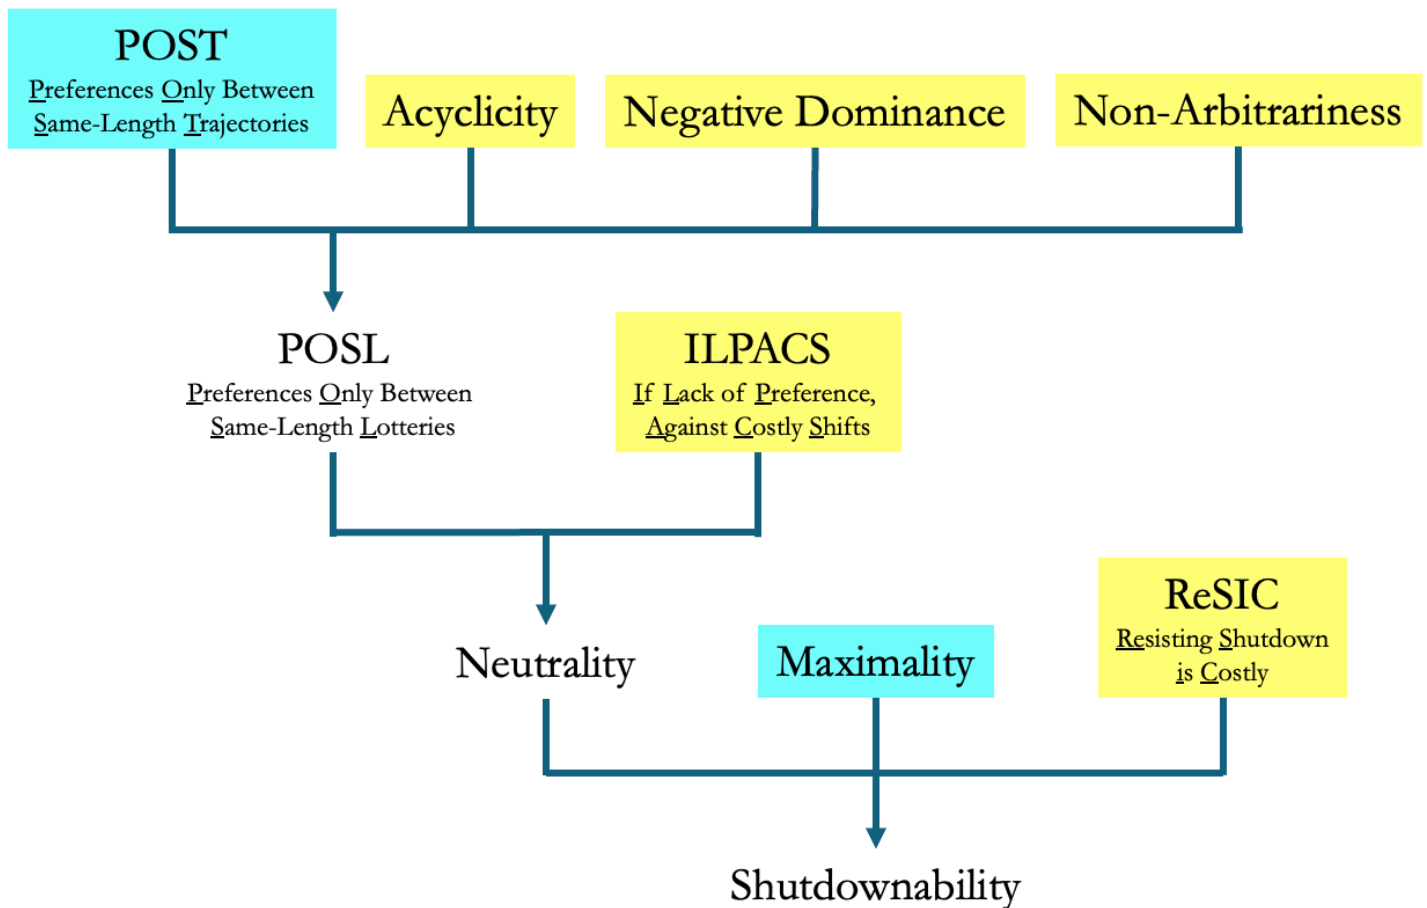 POST
Preferences Only Between
Same-Length Trajectories
Acyclicity
Negative Dominance
Non-Arbitrariness
POSL
Preferences Only Between
Same-Length Lotteries
ILPACS
If Lack of Preference,
Against Costly Shifts
Neutrality
Maximality
ReSIC
Resisting Shutdown
is Costly
Shutdownability